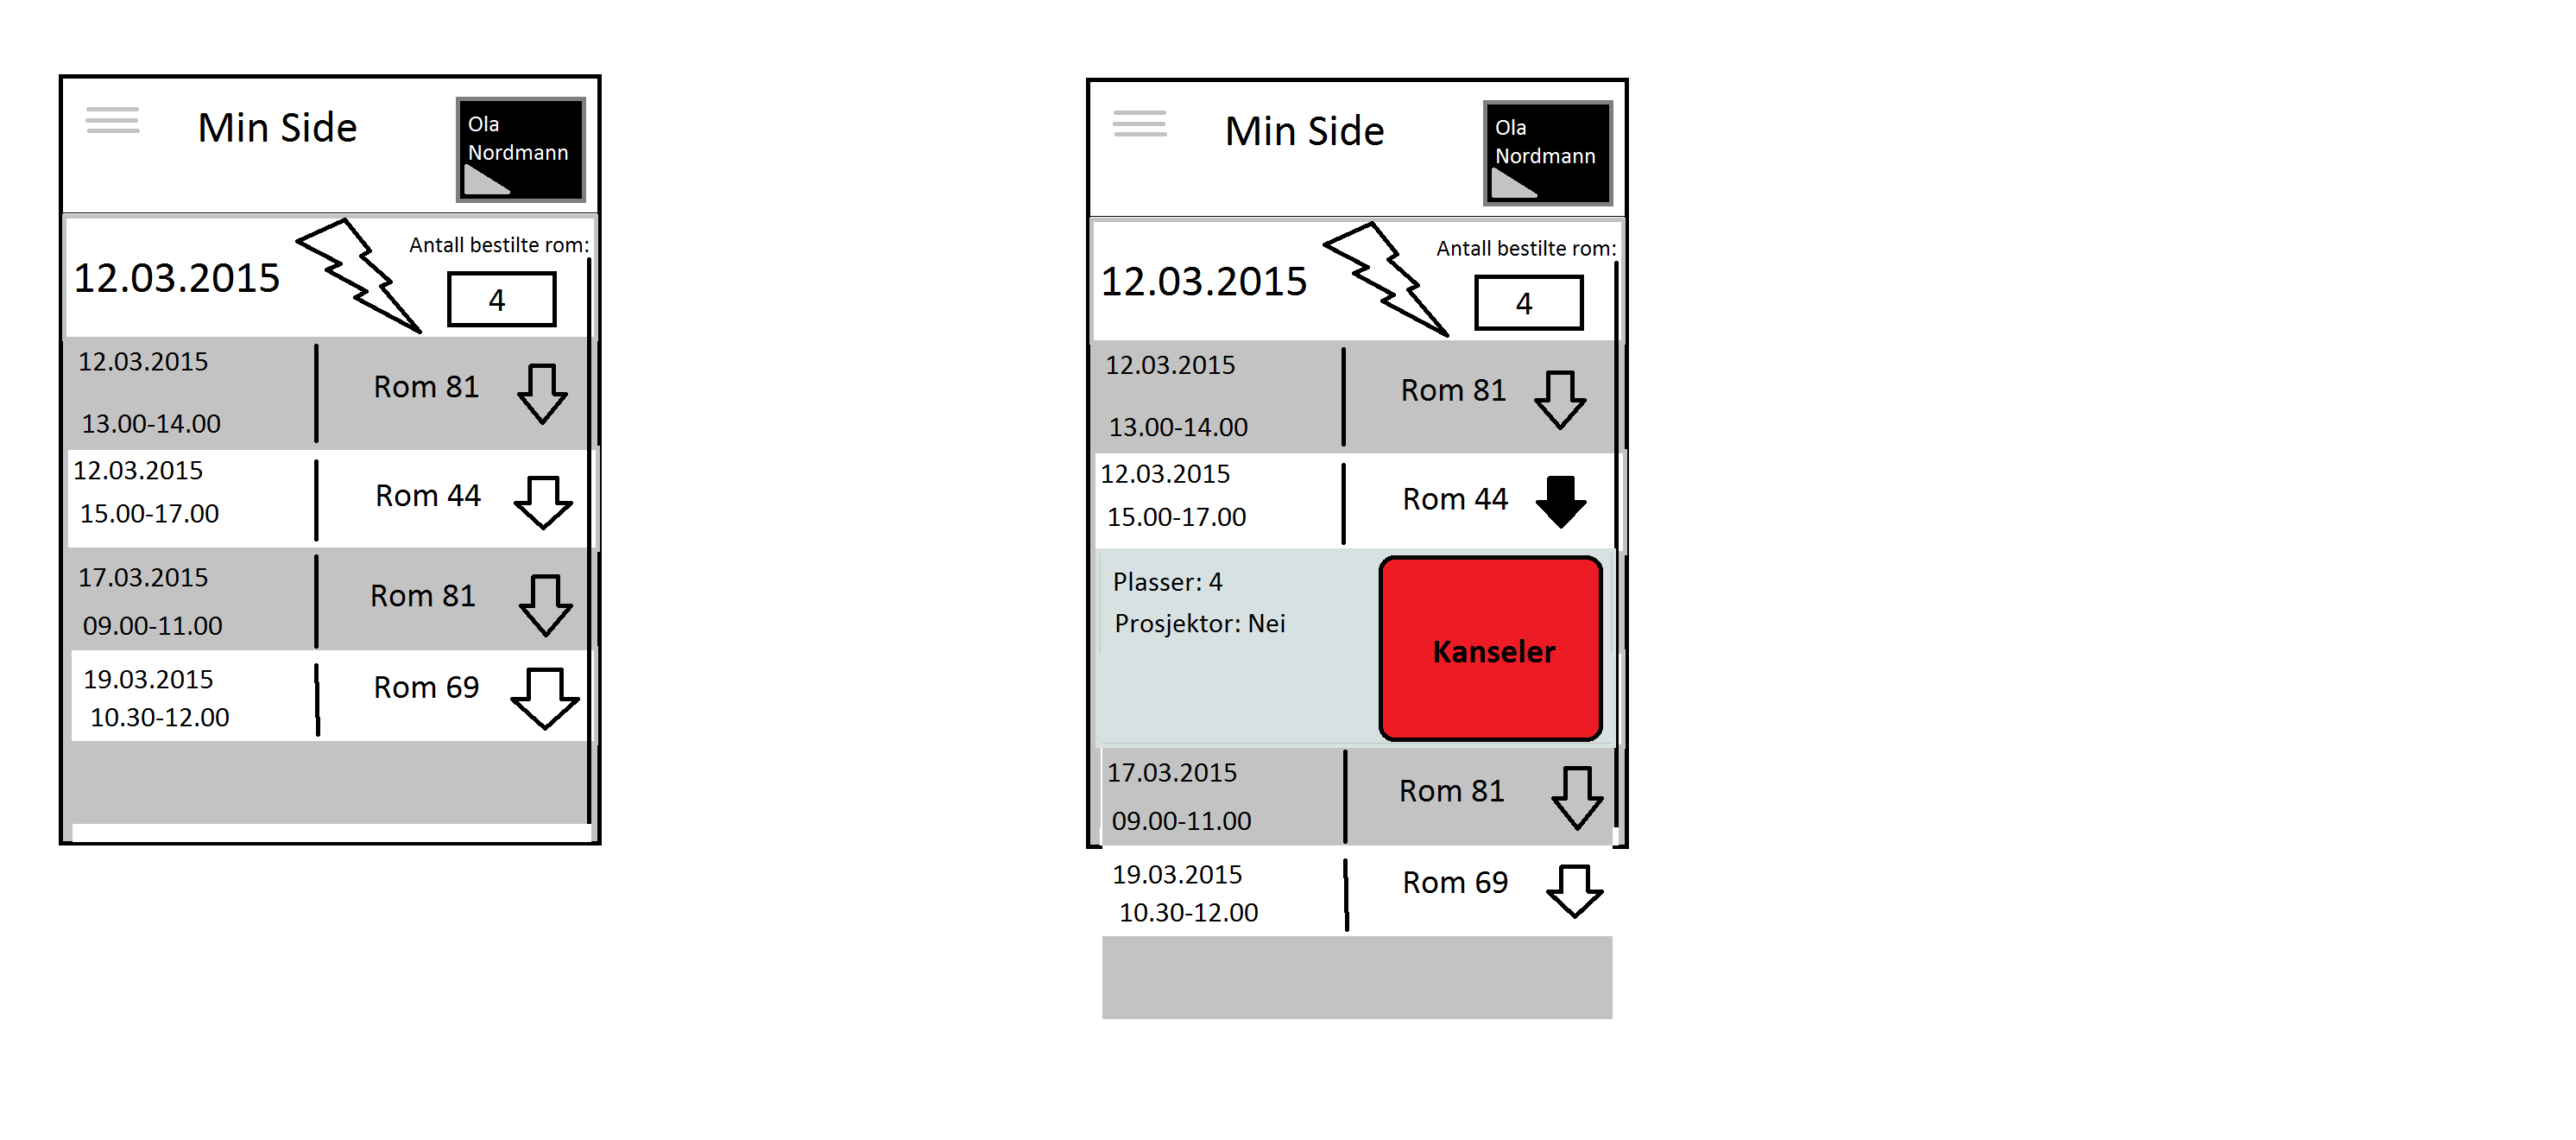 Min Side
Ola
Nordmann
Antall bestilte rom:
12.03.2015
4
12.03.2015
Rom 81
13.00-14.00
12.03.2015
Rom 44
15.00-17.00
17.03.2015
Rom 81
09.00-11.00
19.03.2015
Rom 69
10.30-12.00
Min Side
Ola
Nordmann
Antall bestilte rom:
12.03.2015
4
12.03.2015
Rom 81
13.00-14.00
12.03.2015
Rom 44
15.00-17.00
Plasser: 4
Prosjektor: Nei
Kanseler
17.03.2015
Rom 81
09.00-11.00
19.03.2015
Rom 69
10.30-12.00